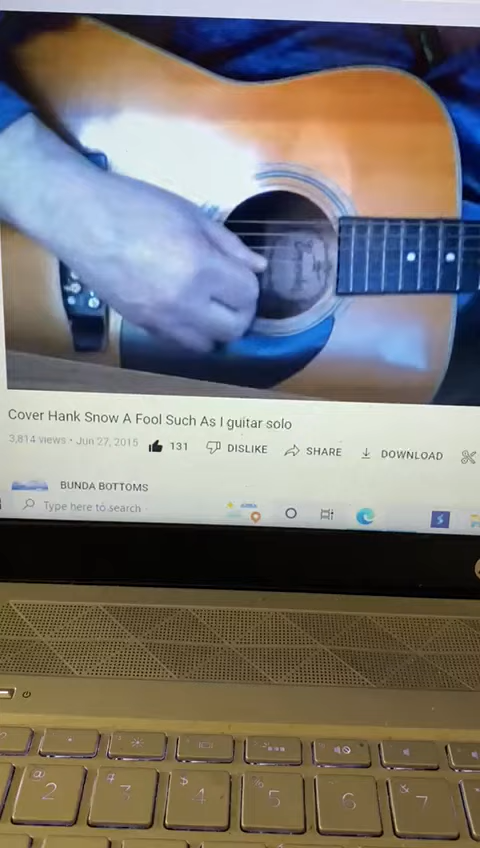 Cover Hank Snow A Fool Such As I guitar solo
3,814 views • Jun 27, 2015 131 DISLIKE SHARE DOWNLOAD
BUNDA BOTTOMS
Type here to search
@ # $ % &
2 3 4 5 6 7